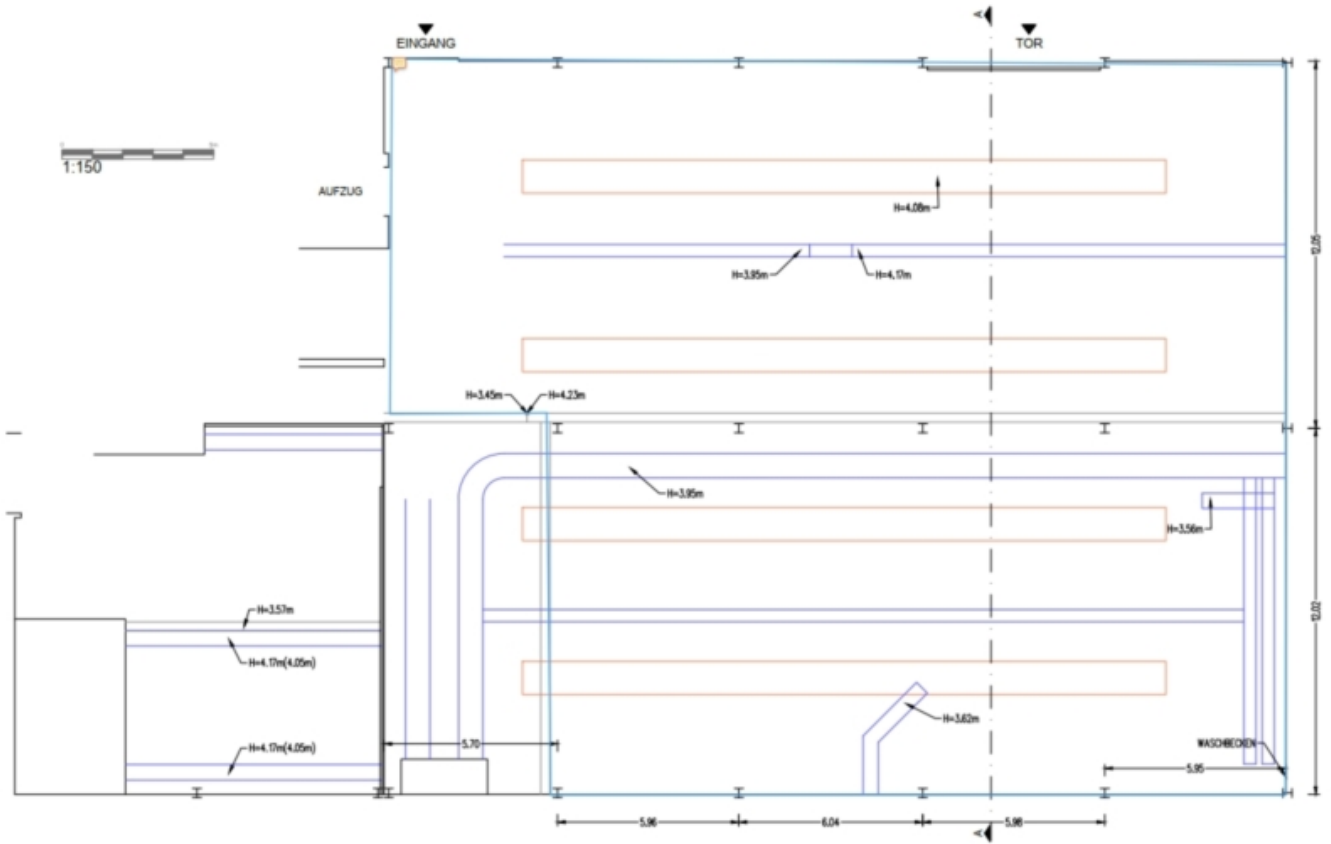 A
EINGANG
TOR
1:150
AUFZUG
H=4.08m
12.05
H=3.95m
H=4.17m
H=3.45m
H=4.23m
H=3.95m
H=3.56m
H=3.57m
12.02
H=4.17m(4.05m)
H=3.62m
5.70
WASCHBECKEN
H=4.17m(4.05m)
5.95
5.96
6.04
5.98
A